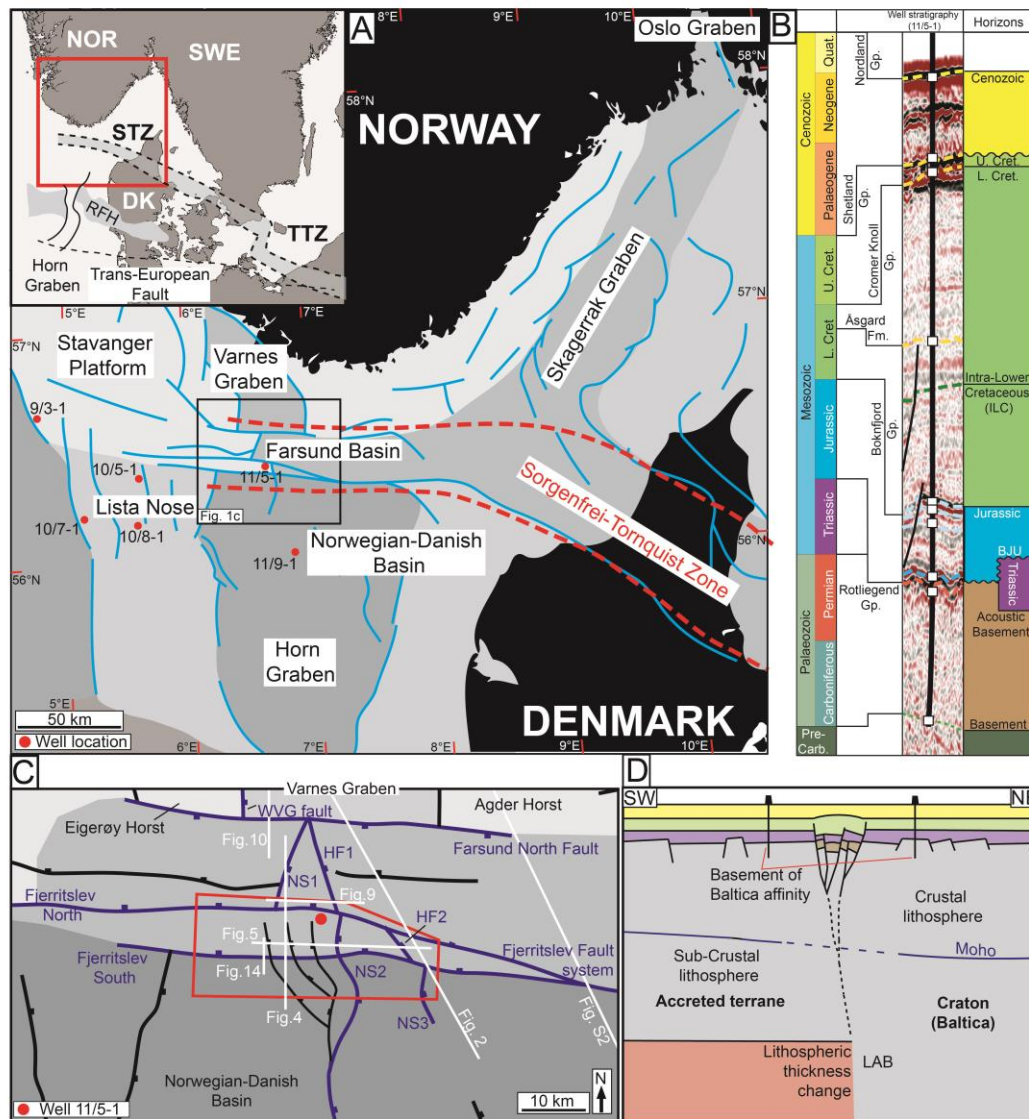 A
NOR
SWE
STZ
DK
RFH
TTZ
Horn
Graben
Trans-European
Fault
8°E
9°E
10°E
Oslo Graben
58°N
58°N
NORWAY
Skagerrak Graben
57°N
5°E
6°E
7°E
57°N
Stavanger
Platform
Varnes
Graben
9/3-1
Farsund Basin
10/5-1
11/5-1
Lista Nose
10/7-1
10/8-1
Fig. 1c
Sorgenfrei-Tornquist Zone
56°N
Norwegian-Danish
Basin
11/9-1
56°N
Horn
Graben
5°E
50 km
Well location
6°E
7°E
8°E
9°E
10°E
DENMARK
B
Well stratigraphy
(11/5-1)
Horizons
Cenozoic
Mesozoic
Palaeozoic
Quat.
Neogene
Palaeogene
U. Cret.
L. Cret
Jurassic
Triassic
Permian
Carboniferous
Pre-
Carb.
Nordland
Gp.
Shetland
Gp.
Cromer Knoll
Gp.
Åsgard
Fm.
Boknfjord
Gp.
Rotliegend
Gp.
Cenozoic
U. Cret.
L. Cret.
Intra-Lower
Cretaceous
(ILC)
Jurassic
BJU
Triassic
Acoustic
Basement
Basement
C
Varnes Graben
WVG fault
Agder Horst
Eigerøy Horst
Fig.10
HF1
Farsund North Fault
NS1
Fjerritslev
North
Fig.9
HF2
Fig.5
Fjerritslev
South
Fig.14
Fjerritslev Fault
system
NS2
Fig.4
NS3
Fig. 2
Fig. S2
Norwegian-Danish
Basin
Well 11/5-1
N
10 km
D
SW
NE
Basement of
Baltica affinity
Crustal
lithosphere
Moho
Sub-Crustal
lithosphere
Accreted terrane
Craton
(Baltica)
Lithospheric
thickness
change
LAB